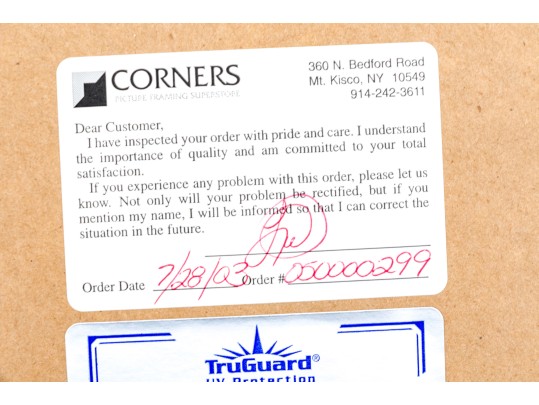 CORNERS
PICTURE FRAMING SUPERSTORE
360 N. Bedford Road
Mt. Kisco, NY 10549
914-242-3611
Dear Customer,
I have inspected your order with pride and care. I understand
the importance of quality and am committed to your total
satisfaction.
If you experience any problem with this order, please let us
know. Not only will your problem be rectified, but if you
mention my name, I will be informed so that I can correct the
situation in the future.
Order Date 7/28/03 Order # 050000299
TruGuard®
UV Protection